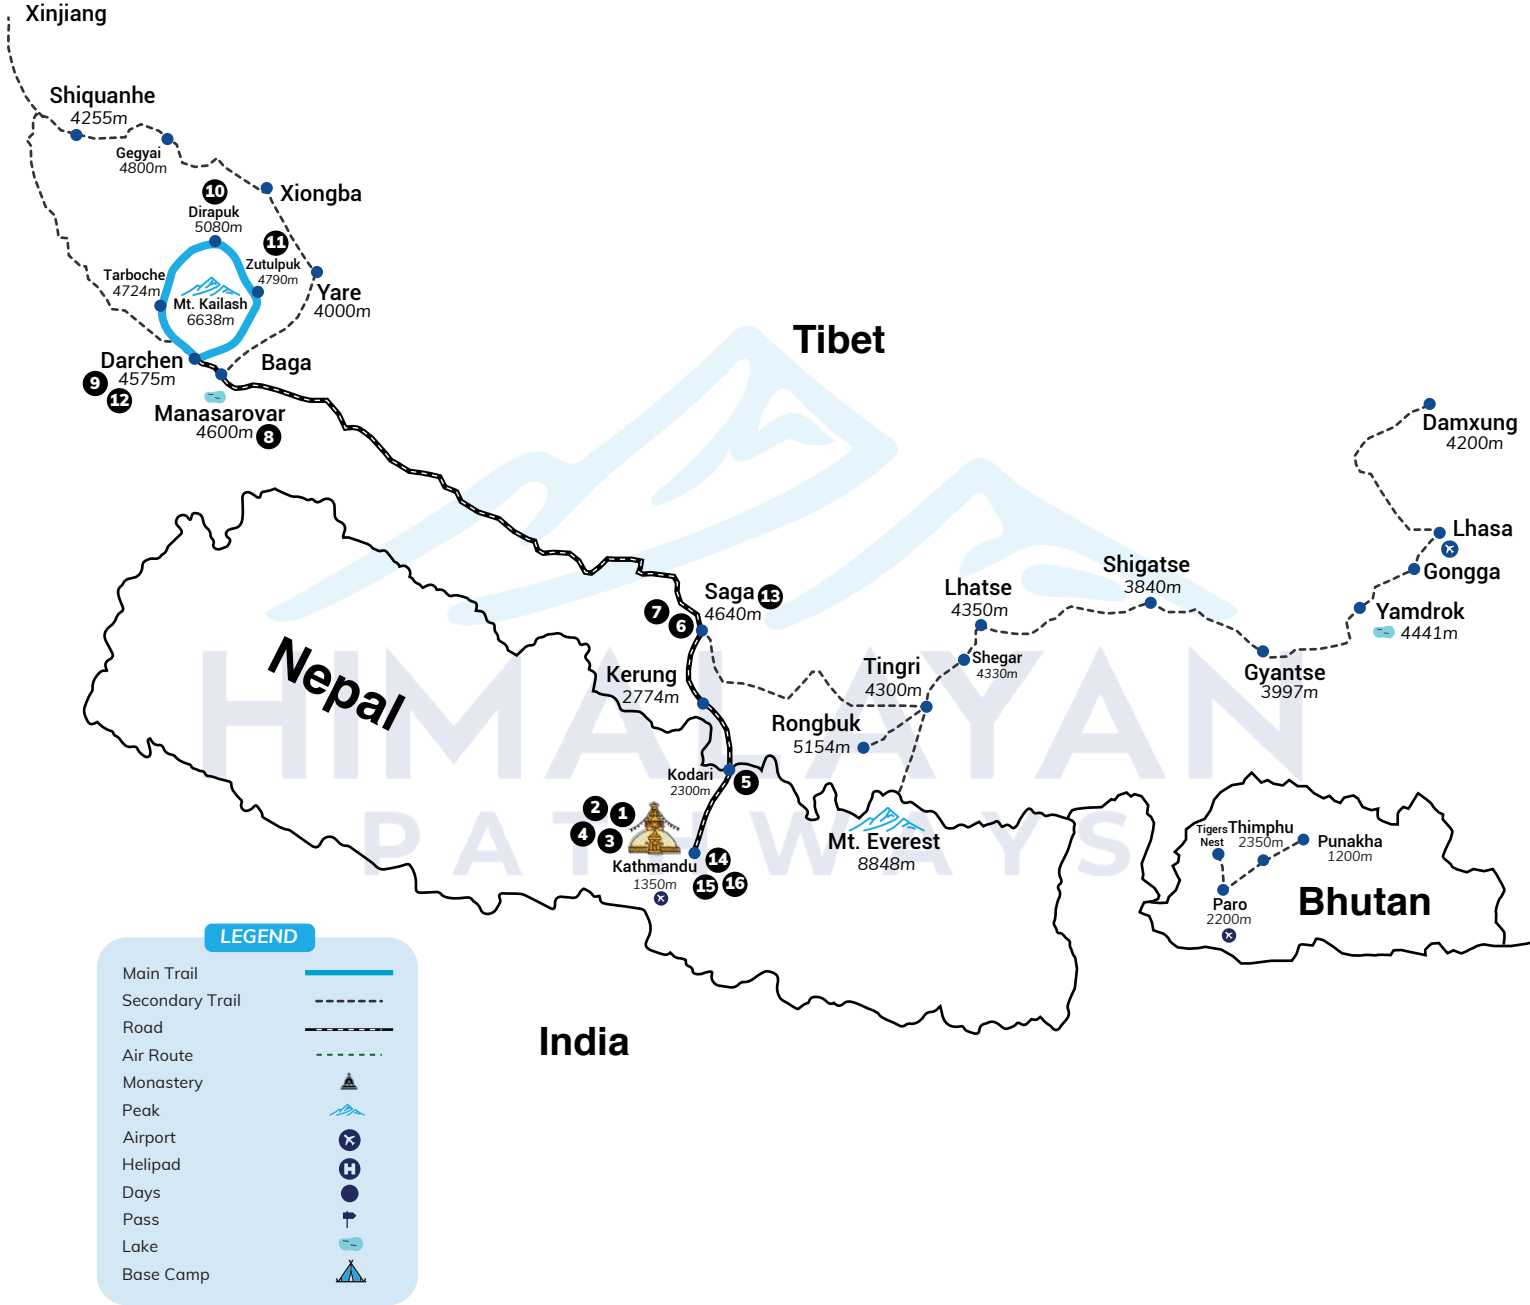 Xinjiang
Shiquanhe
4255m
Gegyai
4800m
Xiongba
10
Dirapuk
5080m
11
Zutulpuk
4790m
Tarboche
4724m
Mt. Kailash
6638m
Yare
4000m
Darchen
4575m
9
12
Baga
Manasarovar
4600m
8
Tibet
Damxung
4200m
Lhasa
Gongga
Yamdrok
4441m
Shigatse
3840m
Gyantse
3997m
Lhatse
4350m
Shegar
4330m
Tingri
4300m
Rongbuk
5154m
Saga
4640m
13
7
6
Kerung
2774m
Kodari
2300m
5
Nepal
HIMALAYAN
PATHWAYS
2
1
4
3
Kathmandu
1350m
14
15
16
Mt. Everest
8848m
Tigers
Nest
Thimphu
2350m
Punakha
1200m
Paro
2200m
Bhutan
India
LEGEND
Main Trail
Secondary Trail
Road
Air Route
Monastery
Peak
Airport
Helipad
H
Days
Pass
Lake
Base Camp